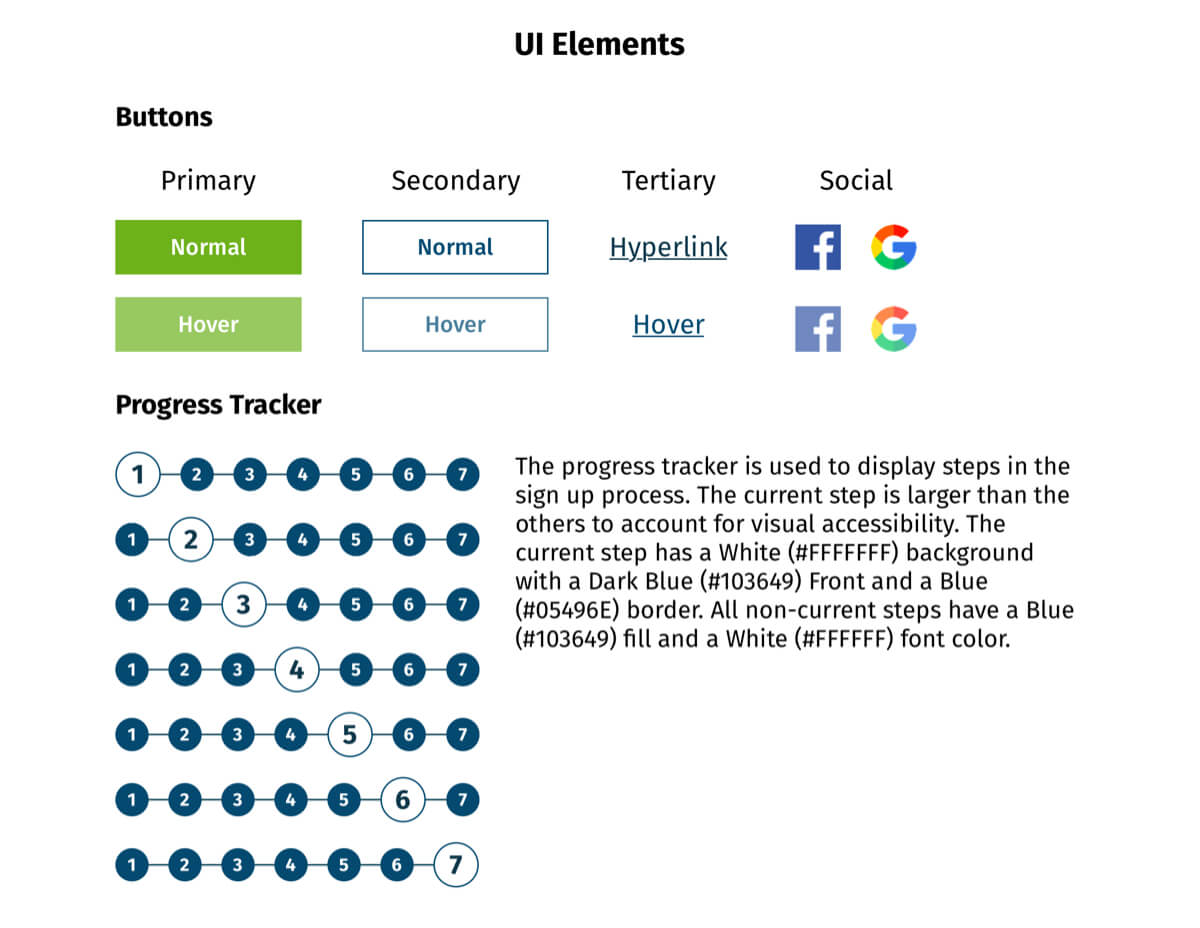 UI Elements
Buttons
Primary Secondary Tertiary Social
Normal Normal Hyperlink f G
Hover Hover Hover f G
Progress Tracker
1 2 3 4 5 6 7
1 2 3 4 5 6 7
1 2 3 4 5 6 7
1 2 3 4 5 6 7
1 2 3 4 5 6 7
1 2 3 4 5 6 7
1 2 3 4 5 6 7
The progress tracker is used to display steps in the
sign up process. The current step is larger than the
others to account for visual accessibility. The
current step has a White (#FFFFFFF) background
with a Dark Blue (#103649) Front and a Blue
(#05496E) border. All non-current steps have a Blue
(#103649) fill and a White (#FFFFFF) font color.